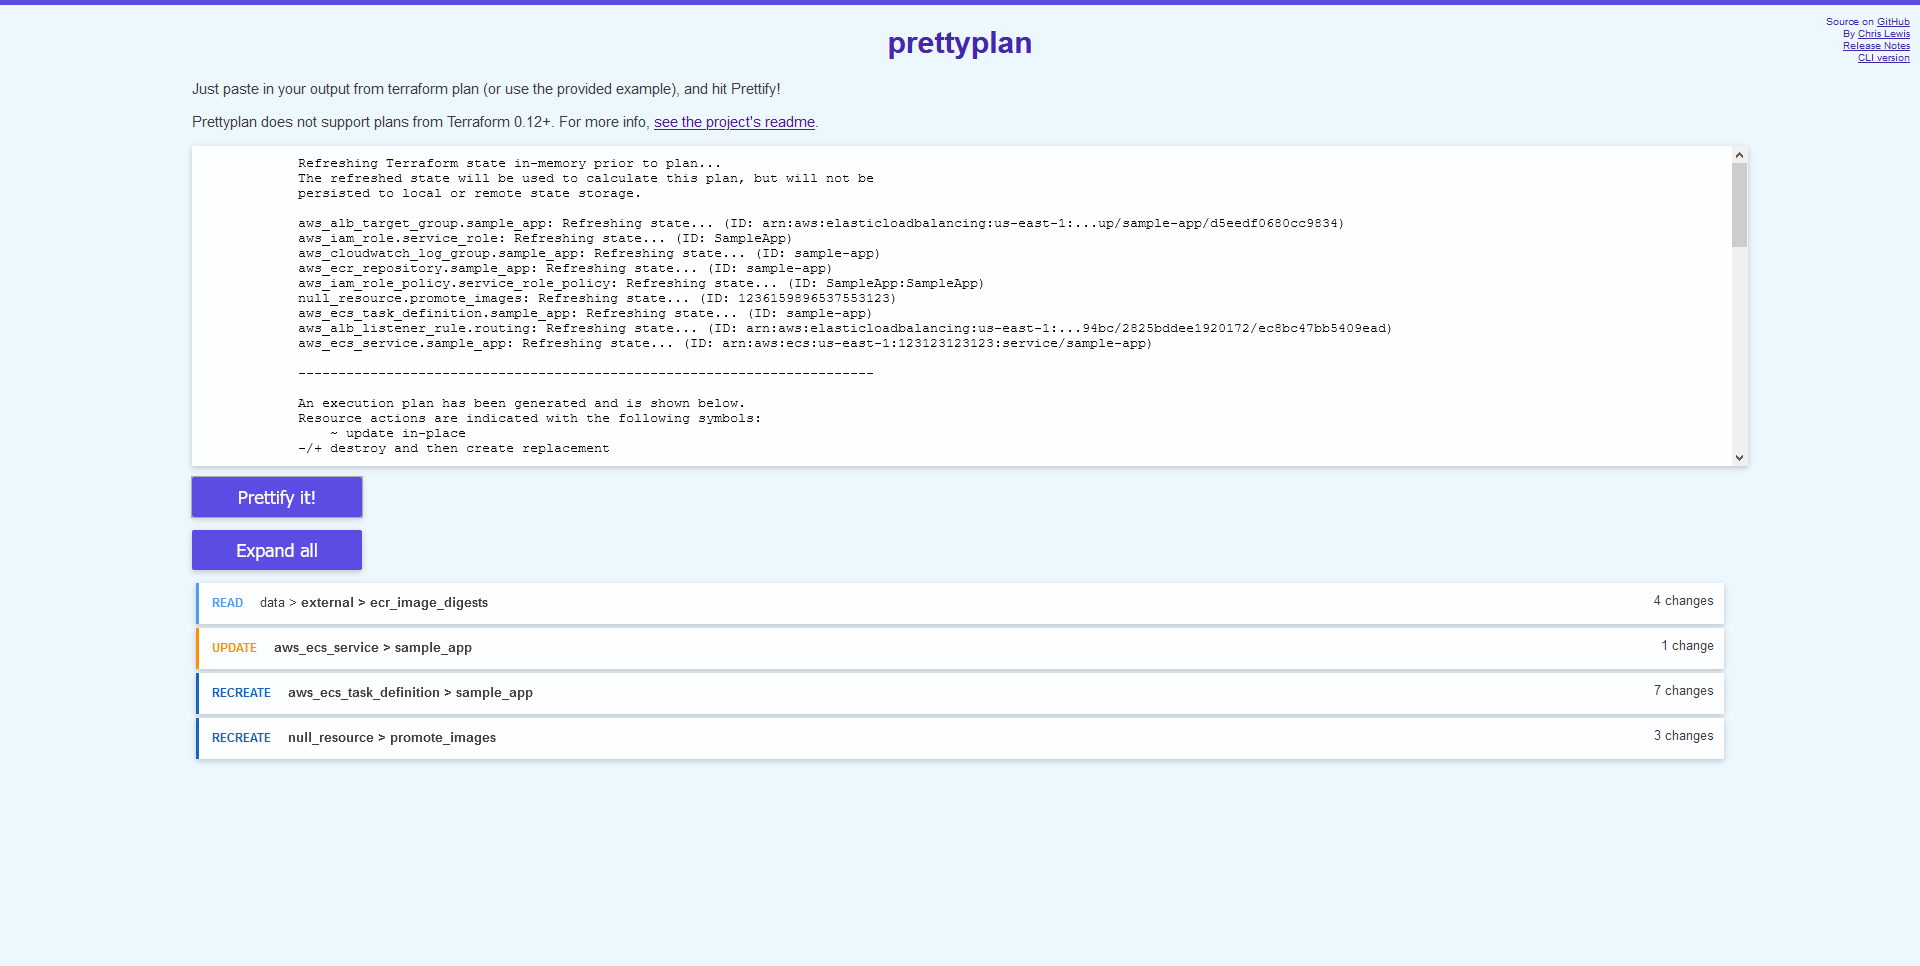 prettyplan
Source on GitHub
By Chris Lewis
Release Notes
CLI version
Just paste in your output from terraform plan (or use the provided example), and hit Prettify!
Prettyplan does not support plans from Terraform 0.12+. For more info, see the project's readme.
Refreshing Terraform state in-memory prior to plan...
The refreshed state will be used to calculate this plan, but will not be
persisted to local or remote state storage.
aws_alb_target_group.sample_app: Refreshing state... (ID: arn:aws:elasticloadbalancing:us-east-1:...up/sample-app/d5eedf0680cc9834)
aws_iam_role.service_role: Refreshing state... (ID: SampleApp)
aws_cloudwatch_log_group.sample_app: Refreshing state... (ID: sample-app)
aws_ecr_repository.sample_app: Refreshing state... (ID: sample-app)
aws_iam_role_policy.service_role_policy: Refreshing state... (ID: SampleApp:SampleApp)
null_resource.promote_images: Refreshing state... (ID: 1236159896537553123)
aws_ecs_task_definition.sample_app: Refreshing state... (ID: sample-app)
aws_alb_listener_rule.routing: Refreshing state... (ID: arn:aws:elasticloadbalancing:us-east-1:...94bc/2825bddee1920172/ec8bc47bb5409ead)
aws_ecs_service.sample_app: Refreshing state... (ID: arn:aws:ecs:us-east-1:123123123123:service/sample-app)
------------------------------------------------------------------------
An execution plan has been generated and is shown below.
Resource actions are indicated with the following symbols:
~ update in-place
-/+ destroy and then create replacement
Prettify it!
Expand all
READ data > external > ecr_image_digests 4 changes
UPDATE aws_ecs_service > sample_app 1 change
RECREATE aws_ecs_task_definition > sample_app 7 changes
RECREATE null_resource > promote_images 3 changes